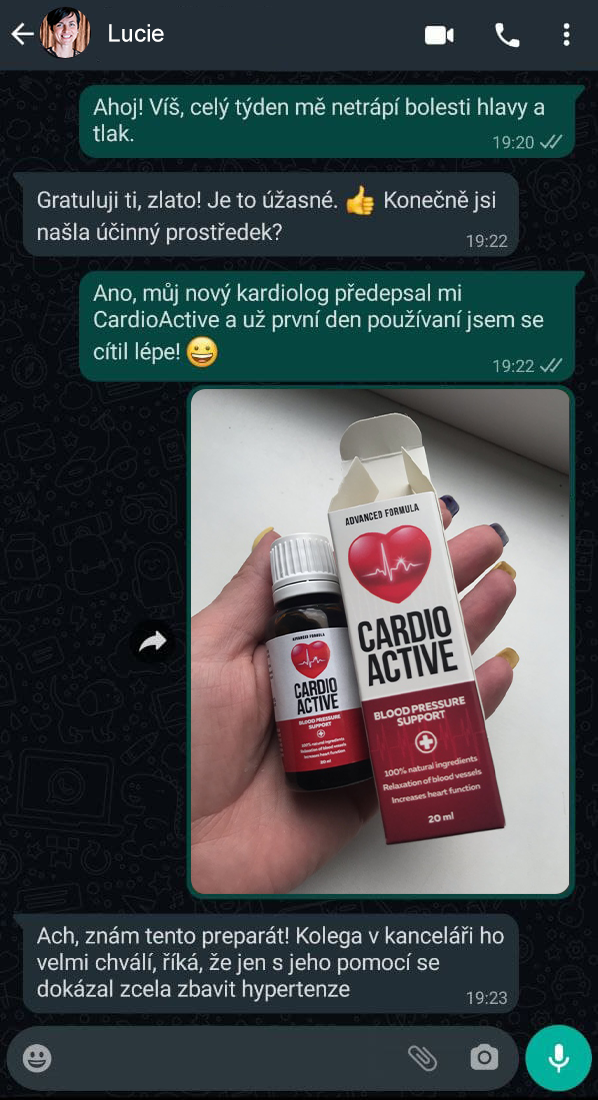 Lucie
Ahoj! Víš, celý týden mě netrápí bolesti hlavy a
tlak.
19:20
Gratuluji ti, zlato! Je to úžasné. 👍 Konečně jsi
našla účinný prostředek?
19:22
Ano, můj nový kardiolog předepsal mi
CardioActive a už první den používaní jsem se
cítil lépe! 😀
19:22
ADVANCED FORMULA
CARDIO
ACTIVE
BLOOD PRESSURE
SUPPORT
100% natural ingredients
Relaxation of blood vessels
Increases heart function
20 ml
ADVANCED FORMULA
CARDIO
ACTIVE
BLOOD PRESSURE
SUPPORT
100% natural ingredients
Relaxation of blood vessels
Increases heart function
Ach, znám tento preparát! Kolega v kanceláři ho
velmi chválí, říká, že jen s jeho pomocí se
dokázal zcela zbavit hypertenze
19:23